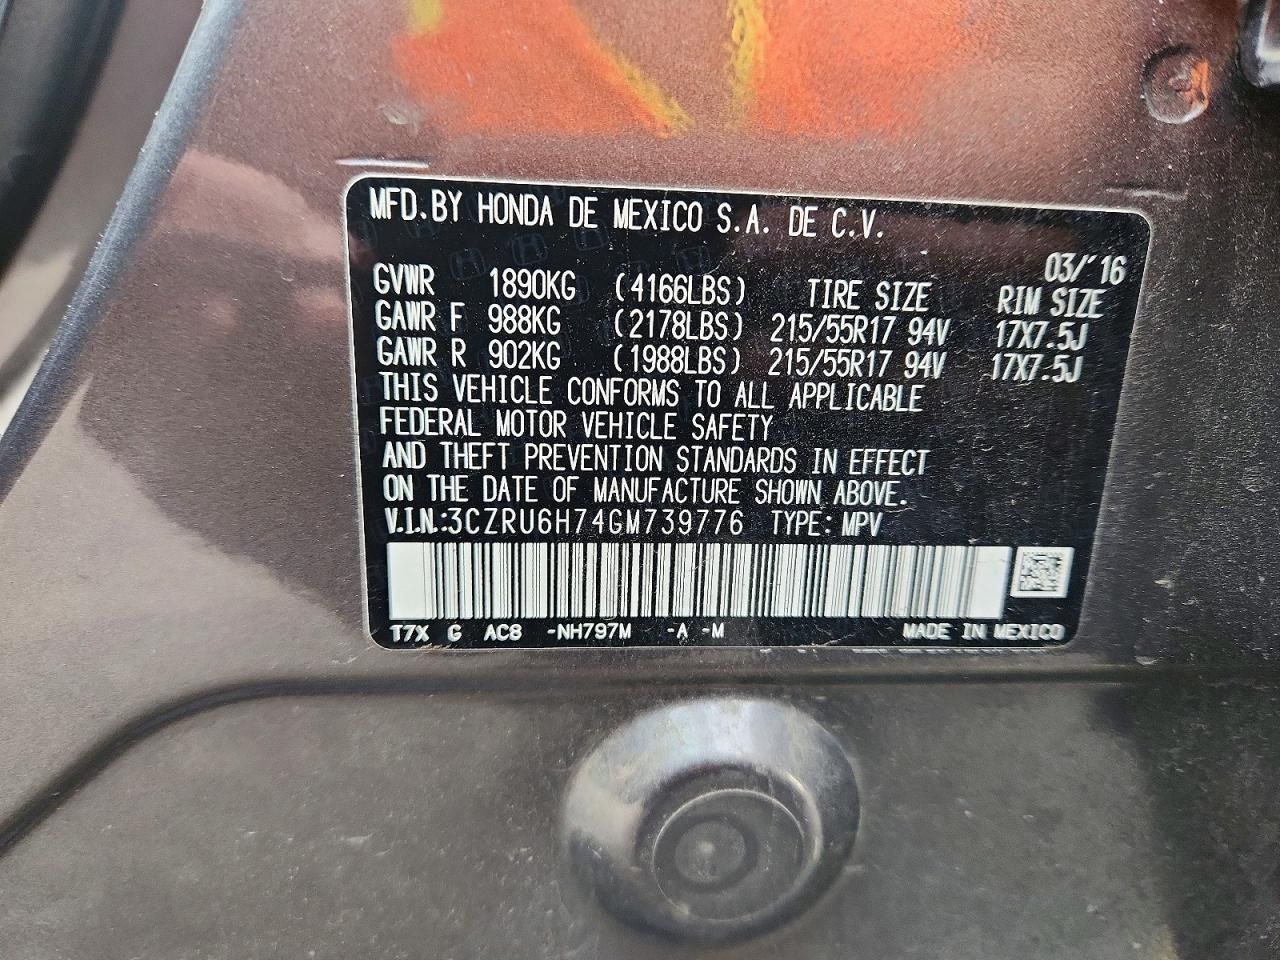 MFD.BY HONDA DE MEXICO S.A. DE C.V.
03/'16
GVWR 1890KG (4166LBS) TIRE SIZE RIM SIZE
GAWR F 988KG (2178LBS) 215/55R17 94V 17X7.5J
GAWR R 902KG (1988LBS) 215/55R17 94V 17X7.5J
THIS VEHICLE CONFORMS TO ALL APPLICABLE
FEDERAL MOTOR VEHICLE SAFETY
AND THEFT PREVENTION STANDARDS IN EFFECT
ON THE DATE OF MANUFACTURE SHOWN ABOVE.
V.I.N.:3CZRU6H74GM739776 TYPE: MPV
T7X G AC8 -NH797M -A -M MADE IN MEXICO